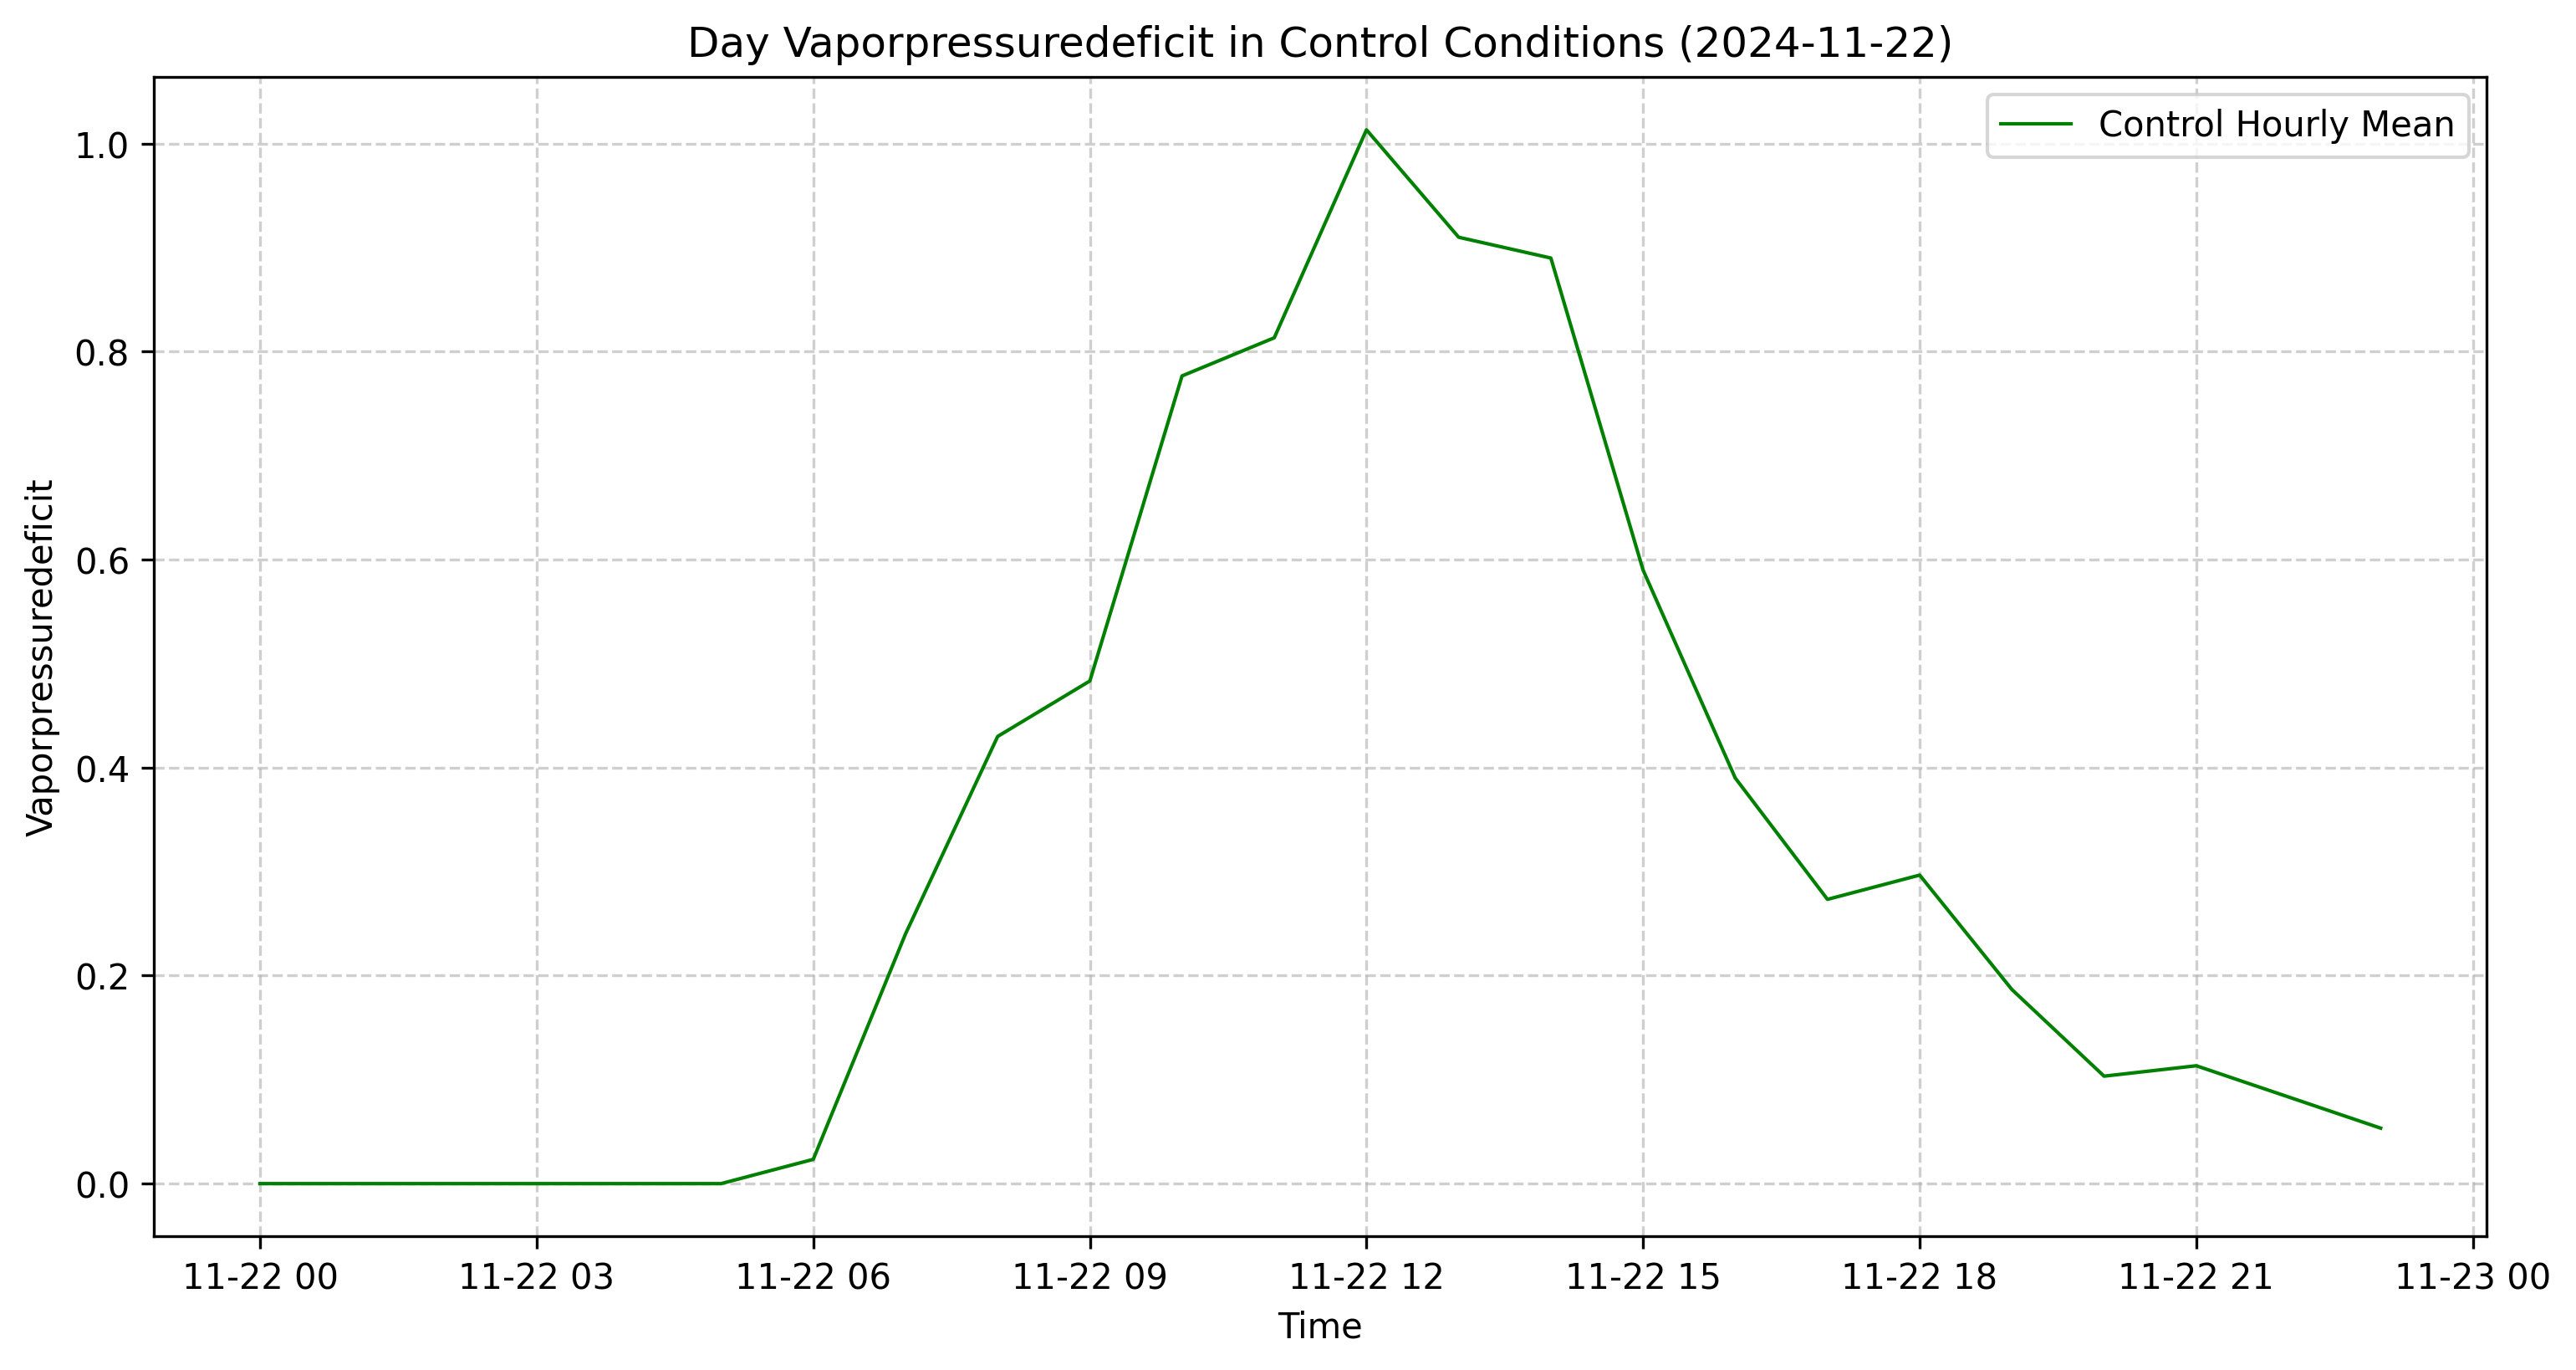 Day Vaporpressuredeficit in Control Conditions (2024-11-22)
Control Hourly Mean
Vaporpressuredeficit
1.0
0.8
0.6
0.4
0.2
0.0
11-22 00 11-22 03 11-22 06 11-22 09 11-22 12 11-22 15 11-22 18 11-22 21 11-23 00
Time